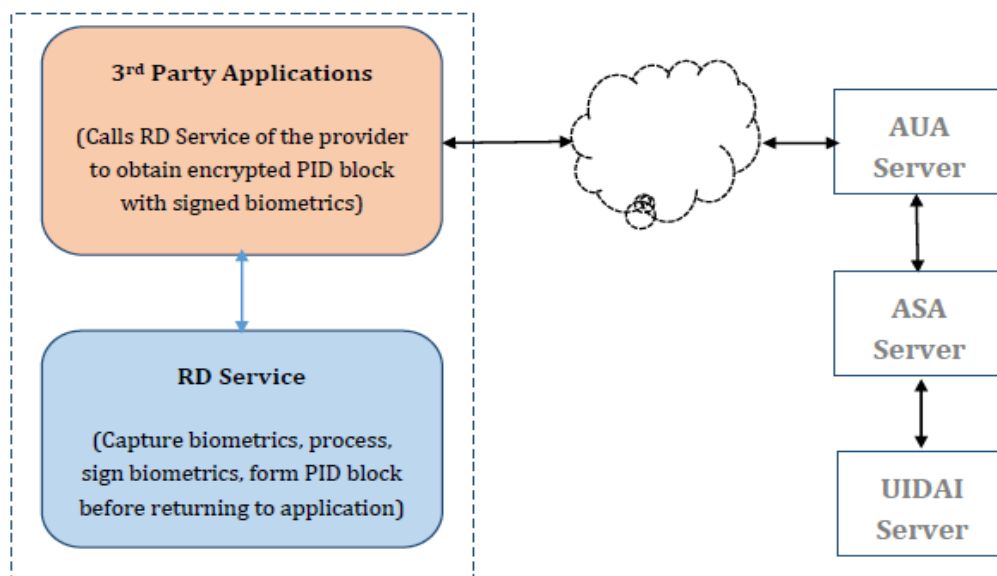 3rd Party Applications
(Calls RD Service of the provider
to obtain encrypted PID block
with signed biometrics)
RD Service
(Capture biometrics, process,
sign biometrics, form PID block
before returning to application)
AUA
Server
ASA
Server
UIDAI
Server